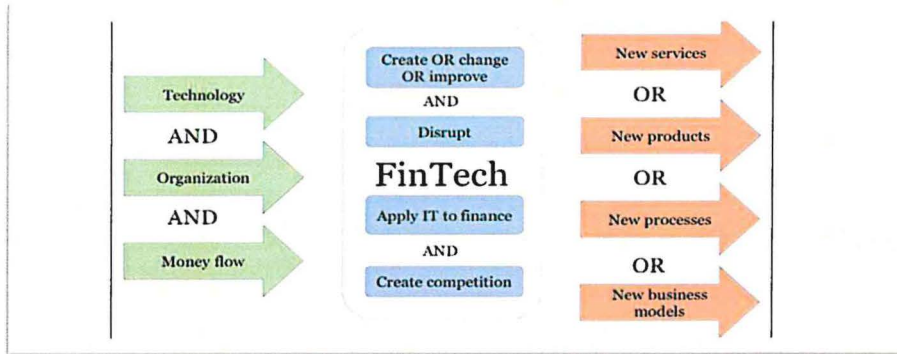 Technology
AND
Organization
AND
Money flow
Create OR change
OR improve
AND
Disrupt
FinTech
Apply IT to finance
AND
Create competition
New services
OR
New products
OR
New processes
OR
New business
models